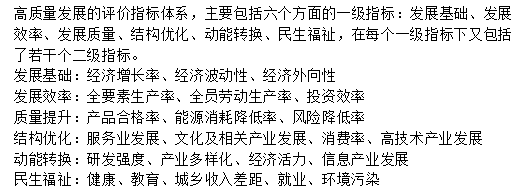 高质量发展的评价指标体系，主要包括六个方面的一级指标：发展基础、发展
效率、发展质量、结构优化、动能转换、民生福祉，在每个一级指标下又包括
了若干个二级指标。
发展基础：经济增长率、经济波动性、经济外向性
发展效率：全要素生产率、全员劳动生产率、投资效率
质量提升：产品合格率、能源消耗降低率、风险降低率
结构优化：服务业发展、文化及相关产业发展、消费率、高技术产业发展
动能转换：研发强度、产业多样化、经济活力、信息产业发展
民生福祉：健康、教育、城乡收入差距、就业、环境污染